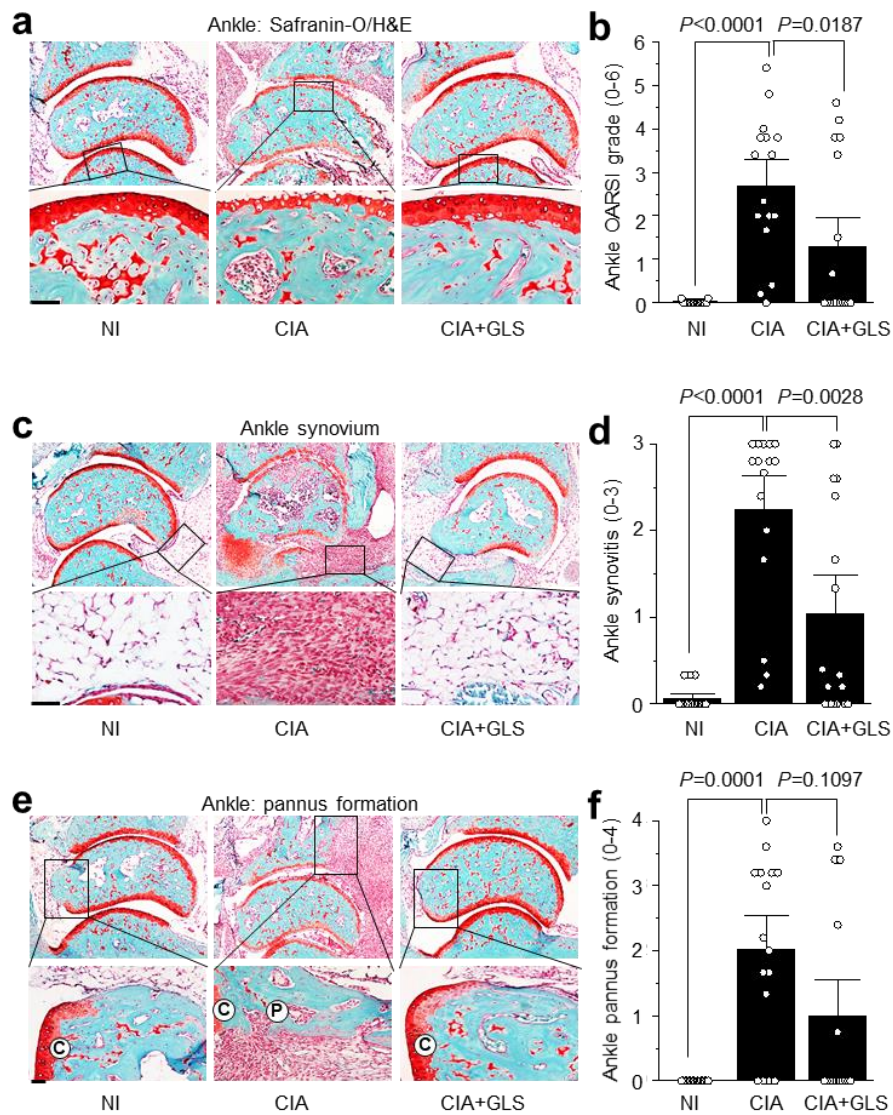 a
Ankle: Safranin-O/H&E
NI
CIA
CIA+GLS
b
P<0.0001
P=0.0187
Ankle OARSI grade (0-6)
6
5
4
3
2
1
0
NI
CIA
CIA+GLS
c
Ankle synovium
NI
CIA
CIA+GLS
d
P<0.0001
P=0.0028
Ankle synovitis (0-3)
3
2
1
0
NI
CIA
CIA+GLS
e
Ankle: pannus formation
C
C
P
C
NI
CIA
CIA+GLS
f
P=0.0001
P=0.1097
Ankle pannus formation (0-4)
4
3
2
1
0
NI
CIA
CIA+GLS